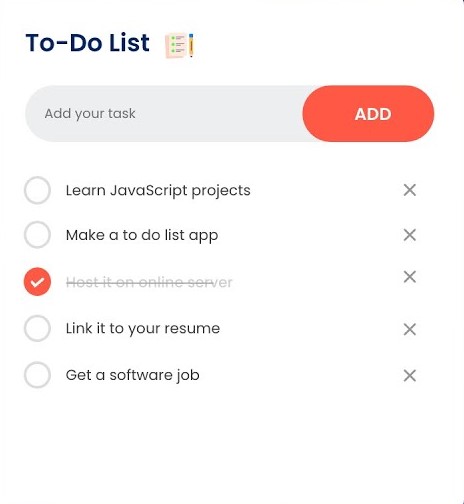 To-Do List
Add your task
ADD
Learn JavaScript projects
Make a to do list app
Host it on online server
Link it to your resume
Get a software job